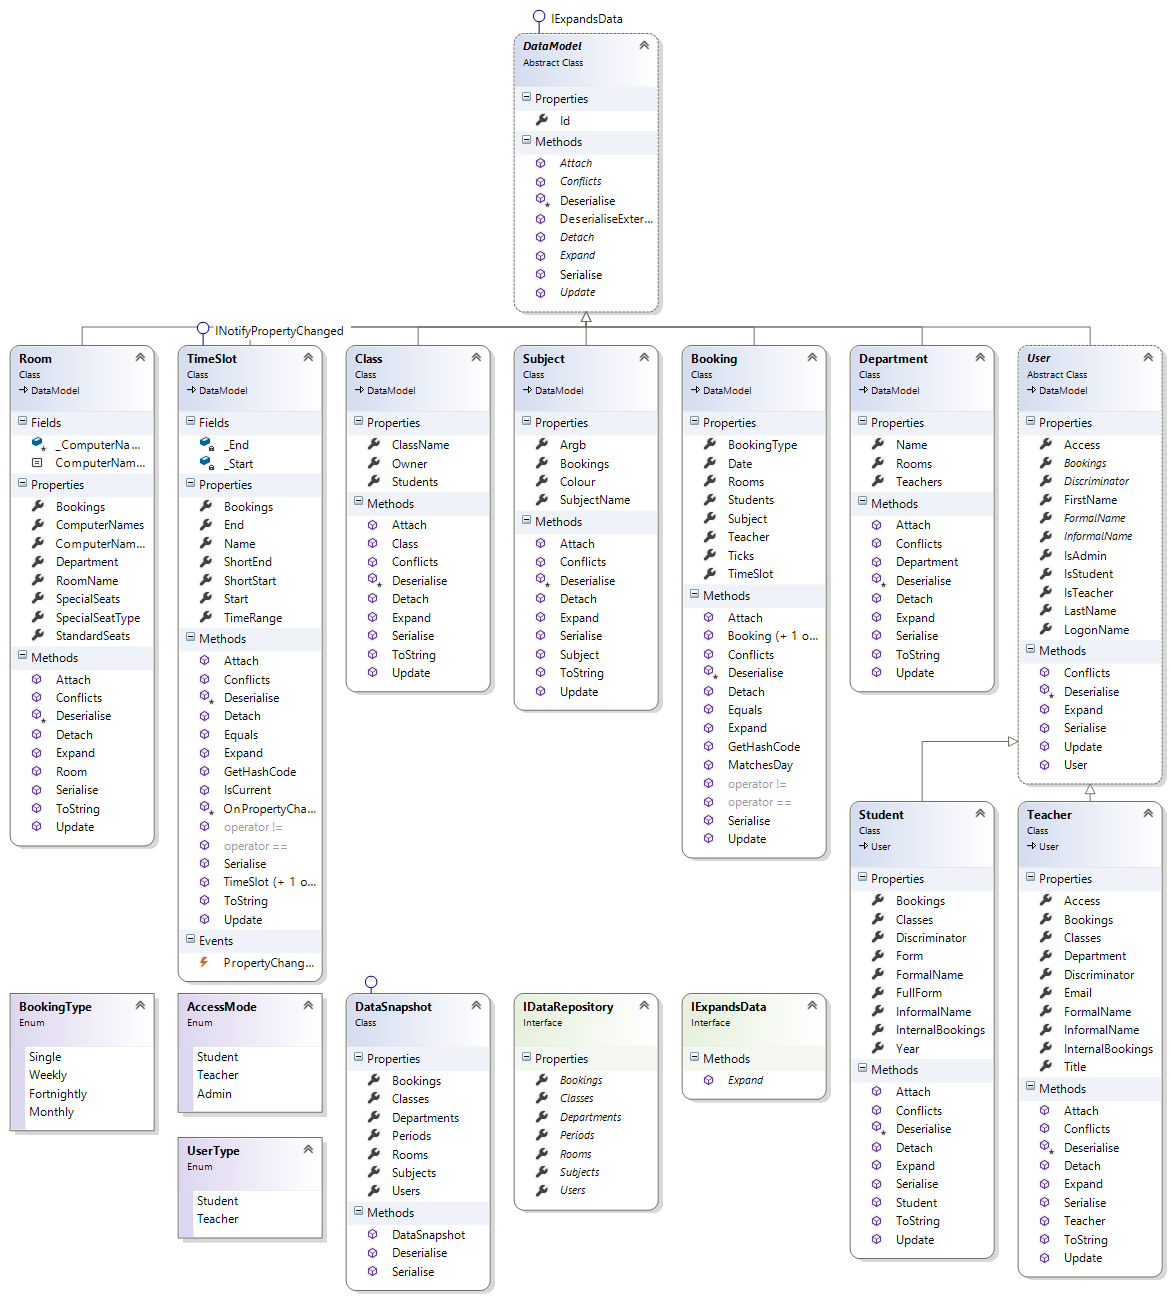 IExpandsData
DataModel
Abstract Class
Properties
Id
Methods
Attach
Conflicts
Deserialise
DeserialiseExter...
Detach
Expand
Serialise
Update
INotifyPropertyChanged
Room
Class
DataModel
Fields
_ComputerNa...
ComputerNam...
Properties
Bookings
ComputerNames
ComputerNam...
Department
RoomName
SpecialSeats
SpecialSeatType
StandardSeats
Methods
Attach
Conflicts
Deserialise
Detach
Expand
Room
Serialise
ToString
Update
TimeSlot
Class
DataModel
Fields
_End
_Start
Properties
Bookings
End
Name
ShortEnd
ShortStart
Start
TimeRange
Methods
Attach
Conflicts
Deserialise
Detach
Equals
Expand
GetHashCode
IsCurrent
OnPropertyCha...
operator !=
operator ==
Serialise
TimeSlot (+ 1 o...
ToString
Update
Events
PropertyChang...
Class
Class
DataModel
Properties
ClassName
Owner
Students
Methods
Attach
Class
Conflicts
Deserialise
Detach
Expand
Serialise
ToString
Update
Subject
Class
DataModel
Properties
Argb
Bookings
Colour
SubjectName
Methods
Attach
Conflicts
Deserialise
Detach
Expand
Serialise
Subject
ToString
Update
Booking
Class
DataModel
Properties
BookingType
Date
Rooms
Students
Subject
Teacher
Ticks
TimeSlot
Methods
Attach
Booking (+ 1 o...
Conflicts
Deserialise
Detach
Equals
Expand
GetHashCode
MatchesDay
operator !=
operator ==
Serialise
Update
Department
Class
DataModel
Properties
Name
Rooms
Teachers
Methods
Attach
Conflicts
Department
Deserialise
Detach
Expand
Serialise
ToString
Update
User
Abstract Class
DataModel
Properties
Access
Bookings
Discriminator
FirstName
FormalName
InformalName
IsAdmin
IsStudent
IsTeacher
LastName
LogonName
Methods
Conflicts
Deserialise
Expand
Serialise
Update
User
Student
Class
User
Properties
Bookings
Classes
Discriminator
Form
FormalName
FullForm
InformalName
InternalBookings
Year
Methods
Attach
Conflicts
Deserialise
Detach
Expand
Serialise
Student
ToString
Update
Teacher
Class
User
Properties
Access
Bookings
Classes
Department
Discriminator
Email
FormalName
InformalName
InternalBookings
Title
Methods
Attach
Conflicts
Deserialise
Detach
Expand
Serialise
Teacher
ToString
Update
BookingType
Enum
Single
Weekly
Fortnightly
Monthly
AccessMode
Enum
Student
Teacher
Admin
UserType
Enum
Student
Teacher
DataSnapshot
Class
Properties
Bookings
Classes
Departments
Periods
Rooms
Subjects
Users
Methods
DataSnapshot
Deserialise
Serialise
IDataRepository
Interface
Properties
Bookings
Classes
Departments
Periods
Rooms
Subjects
Users
IExpandsData
Interface
Methods
Expand